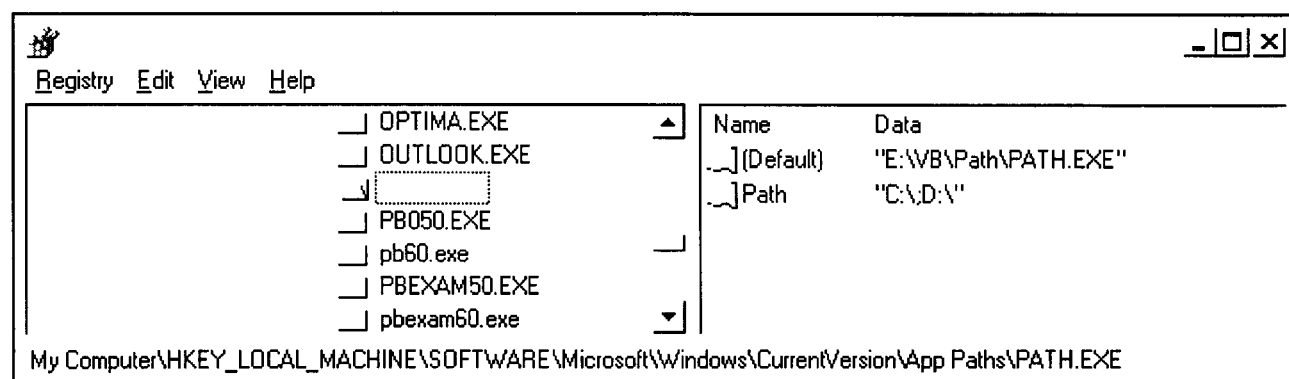 Registry Edit View Help
OPTIMA.EXE
OUTLOOK.EXE
PB050.EXE
pb60.exe
PBEXAM50.EXE
pbexam60.exe
Name Data
(Default) "E:\VB\Path\PATH.EXE"
Path "C:\;D:\"
My Computer\HKEY_LOCAL_MACHINE\SOFTWARE\Microsoft\Windows\CurrentVersion\App Paths\PATH.EXE